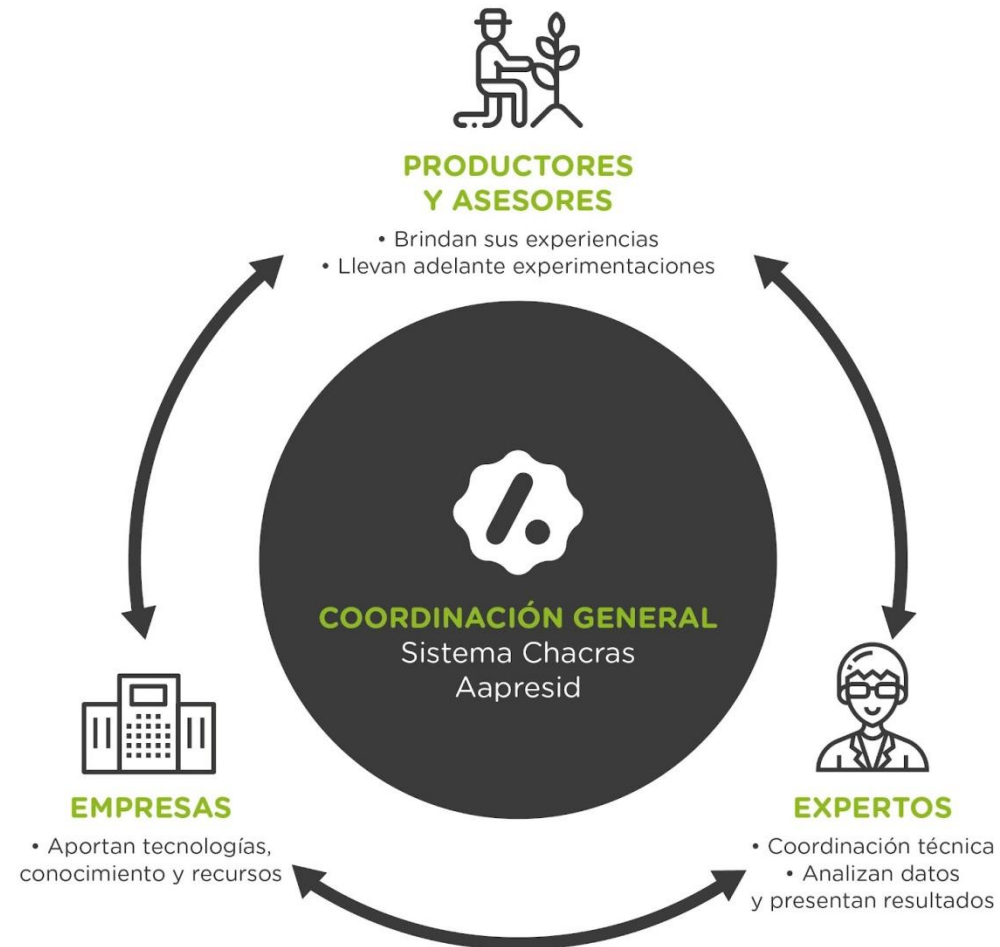 PRODUCTORES
Y ASESORES
• Brindan sus experiencias
• Llevan adelante experimentaciones
COORDINACIÓN GENERAL
Sistema Chacras
Aapresid
EMPRESAS
• Aportan tecnologías,
conocimiento y recursos
EXPERTOS
• Coordinación técnica
• Analizan datos
y presentan resultados